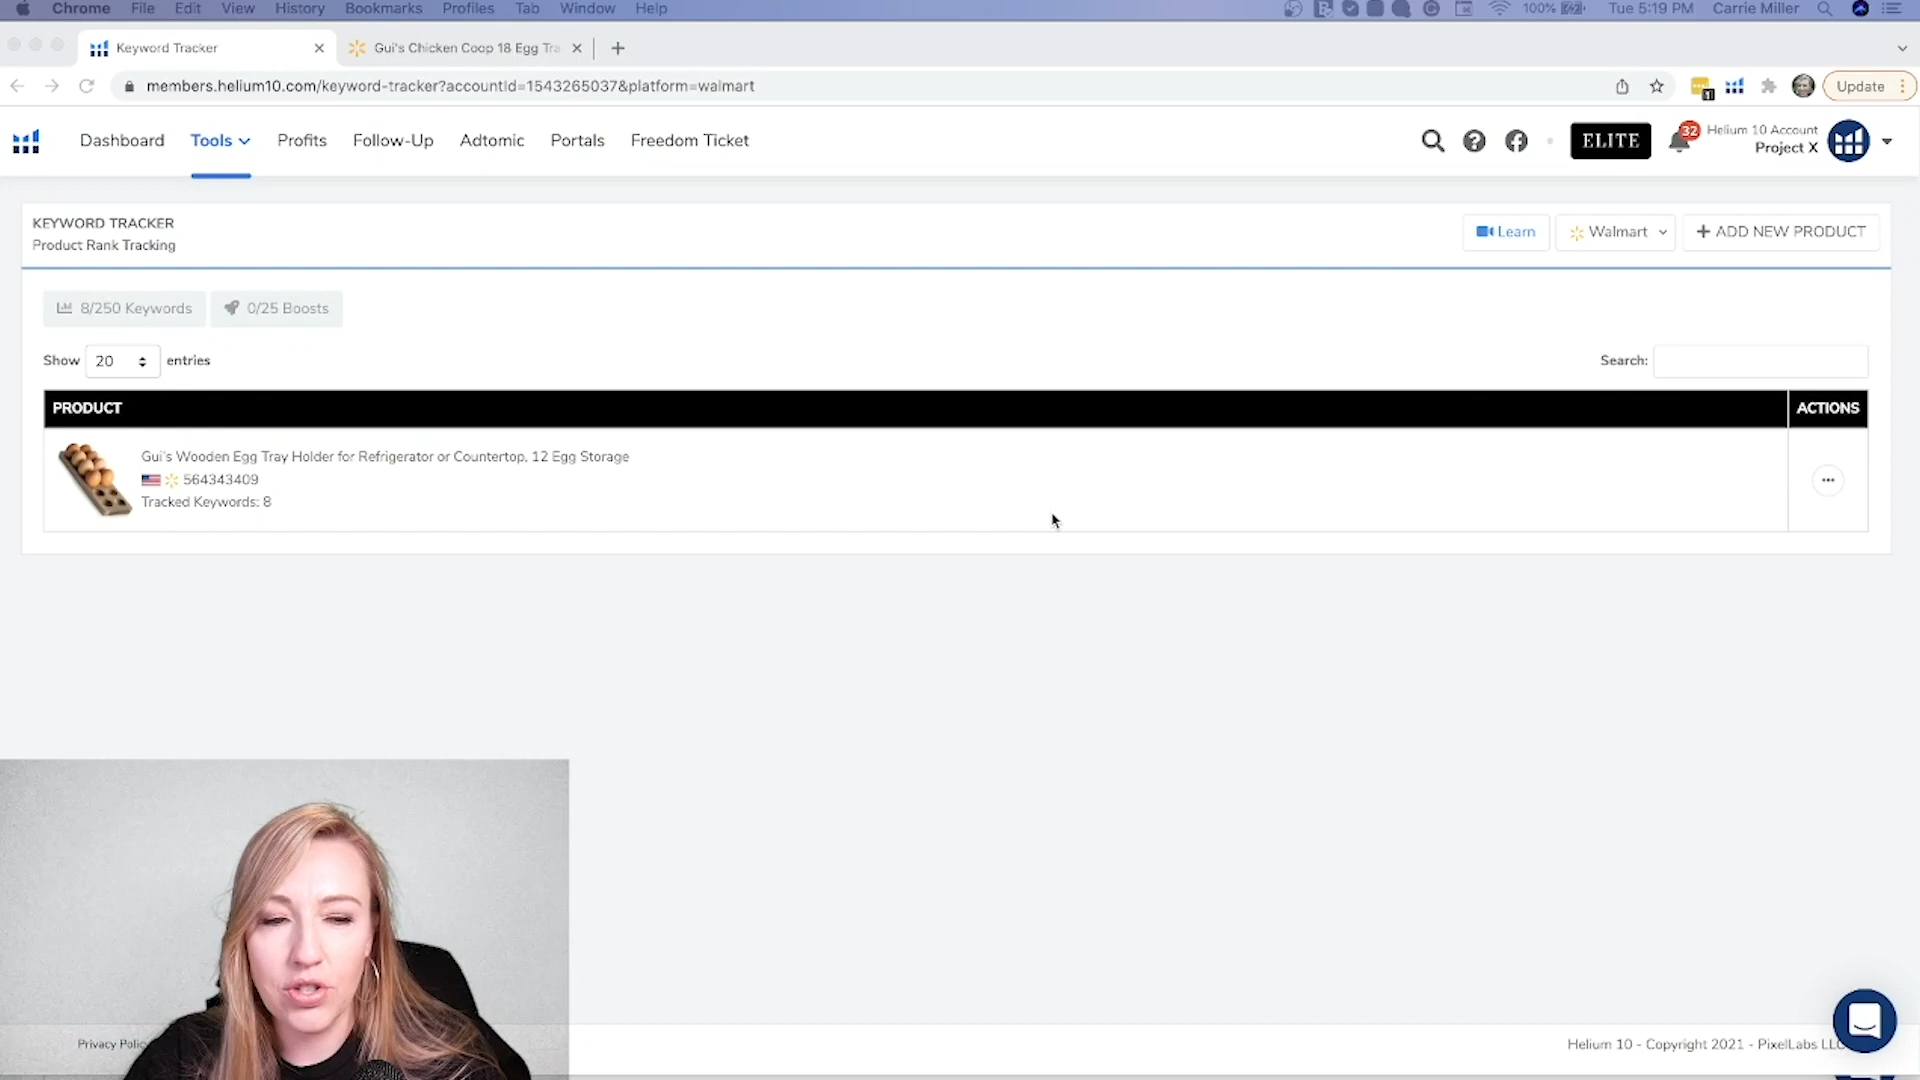 Chrome File Edit View History Bookmarks Profiles Tab Window Help
100% Tue 5:19 PM Carrie Miller
Keyword Tracker
Gui's Chicken Coop 18 Egg Tra
members.helium10.com/keyword-tracker?accountId=1543265037&platform=walmart
1
Update
Dashboard Tools Profits Follow-Up Adtomic Portals Freedom Ticket
ELITE
32
Helium 10 Account
Project X
KEYWORD TRACKER
Product Rank Tracking
Learn
Walmart
+ ADD NEW PRODUCT
8/250 Keywords
0/25 Boosts
Show 20 entries
Search:
PRODUCT ACTIONS
Gui's Wooden Egg Tray Holder for Refrigerator or Countertop, 12 Egg Storage
564343409
Tracked Keywords: 8
Privacy Policy
Helium 10 - Copyright 2021 - PixelLabs LLC